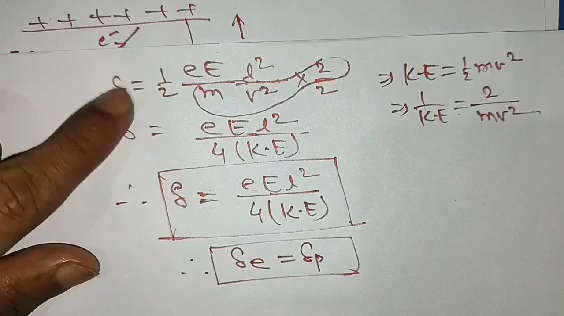 + + + + + +
e⁻
δ = 1/2 eE/m l²/v² × 2/2
⇒ K·E = 1/2 mv²
⇒ 1/K·E = 2/mv²
= eEl²/4(K·E)
∴ δ = eEl²/4(K·E)
∴ δe = δp